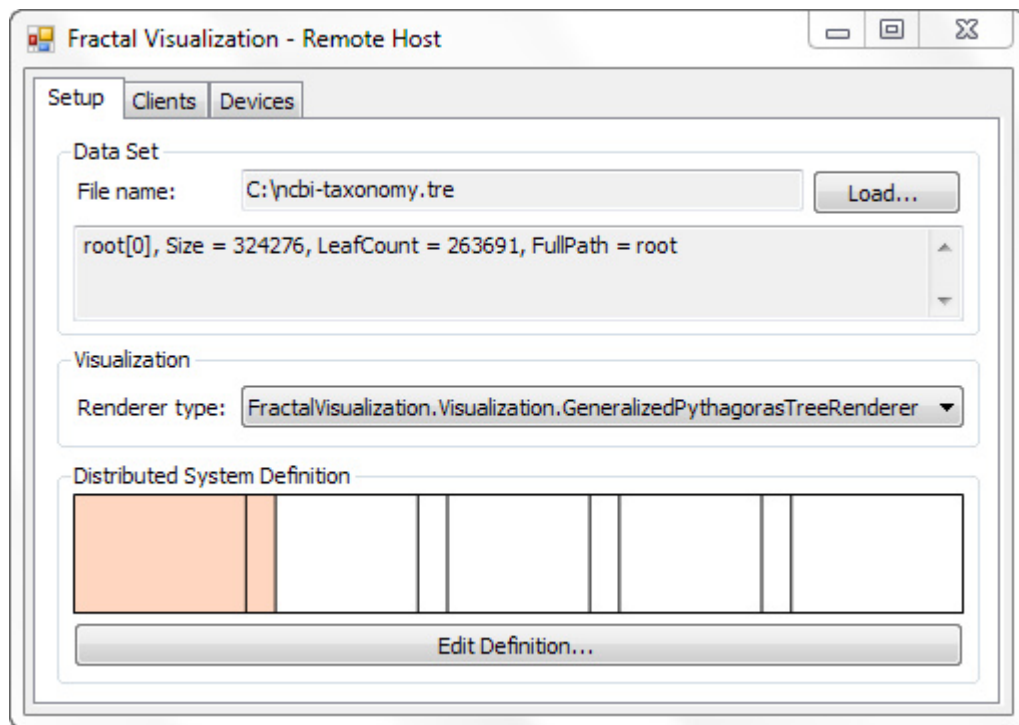 Fractal Visualization - Remote Host
Setup Clients Devices
Data Set
File name: C:\ncbi-taxonomy.tre Load...
root[0], Size = 324276, LeafCount = 263691, FullPath = root
Visualization
Renderer type: FractalVisualization.Visualization.GeneralizedPythagorasTreeRenderer
Distributed System Definition
Edit Definition...